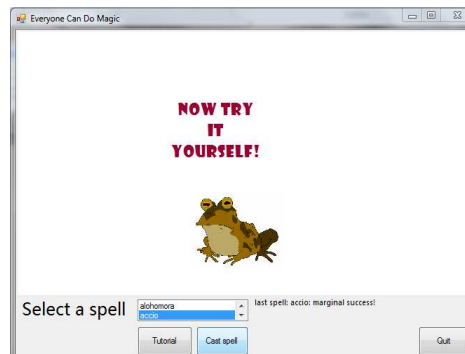 Everyone Can Do Magic
NOW TRY
IT
YOURSELF!
Select a spell
alohomora
accio
last spell: accio: marginal success!
Tutorial
Cast spell
Quit